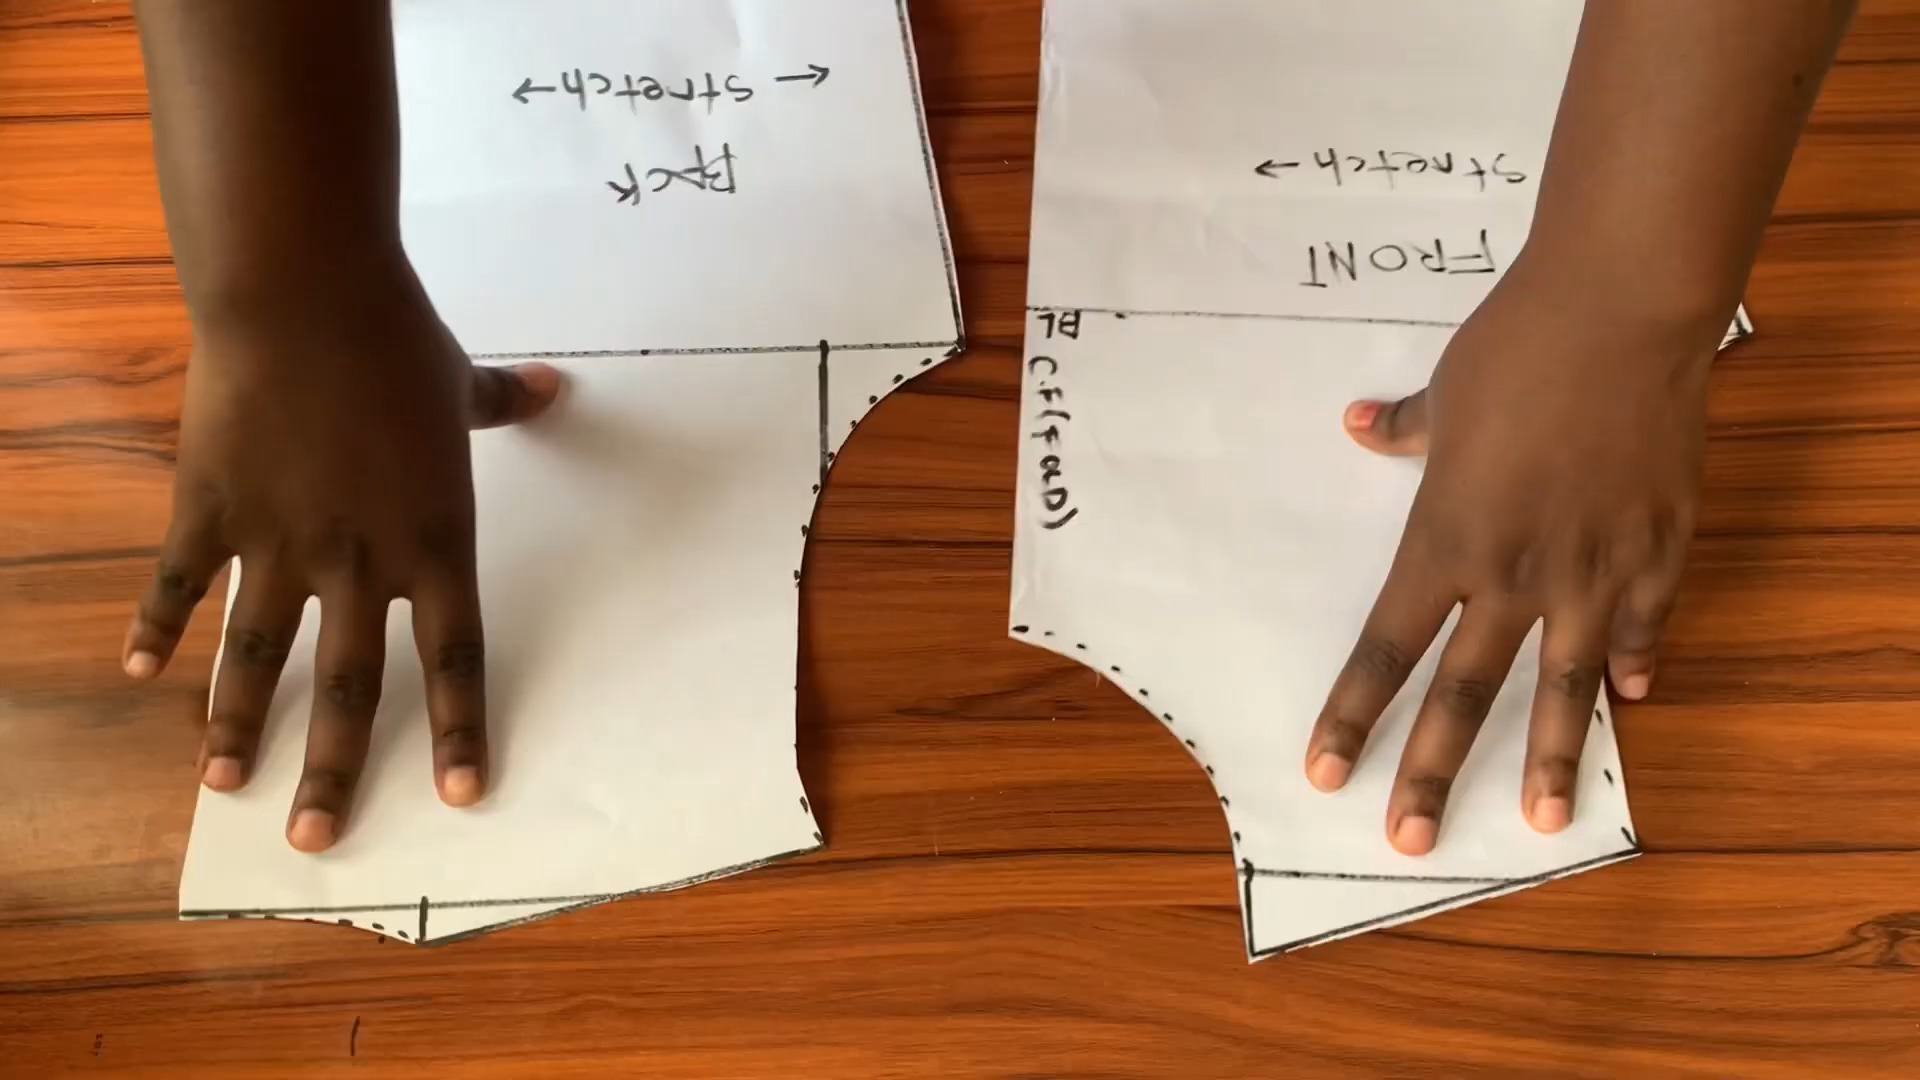 BACK
← stretch →
FRONT
stretch →
BL
C.F (FOLD)